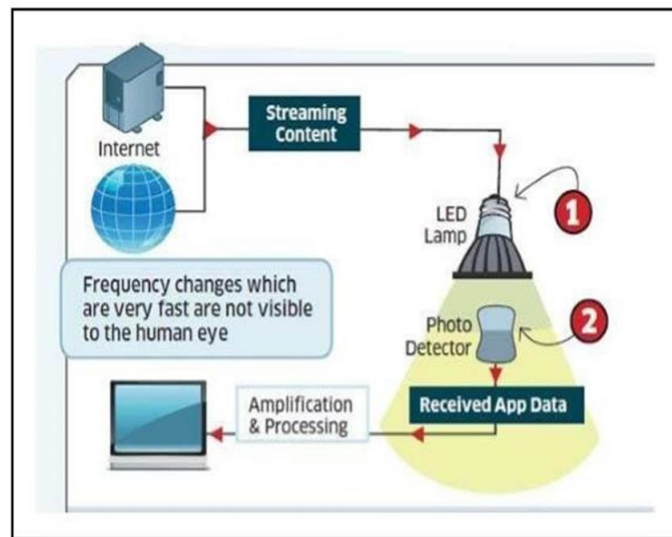 Streaming
Content
Internet
LED
Lamp
1
Frequency changes which
are very fast are not visible
to the human eye
Photo
Detector
2
Amplification
& Processing
Received App Data